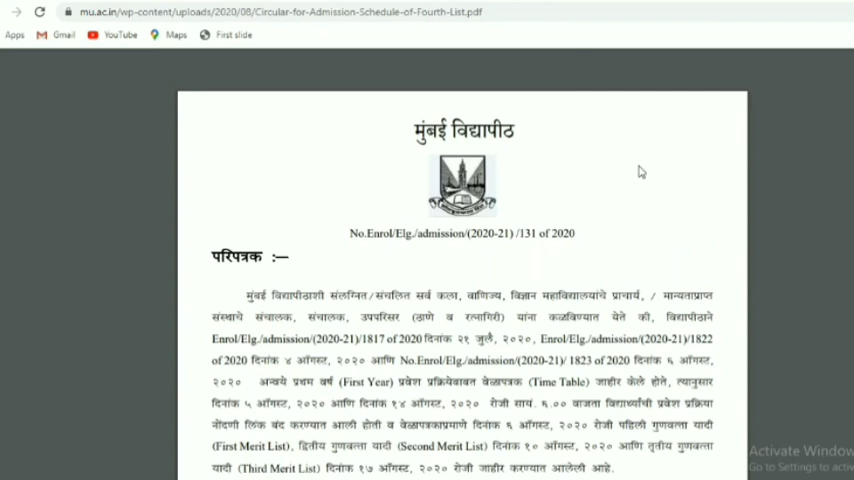 mu.ac.in/wp-content/uploads/2020/08/Circular-for-Admission-Schedule-of-Fourth-List.pdf
Apps Gmail YouTube Maps First slide
मुंबई विद्यापीठ
No.Enrol/Elg./admission/(2020-21) /131 of 2020
परिपत्रक :—
मुंबई विद्यापीठाशी संलग्नित/संचलित सर्व कला, वाणिज्य, विज्ञान महाविद्यालयांचे प्राचार्य, / मान्यताप्राप्त
संस्थाचे संचालक, संचालक, उपपरिसर (ठाणे व रत्नागिरी) यांना कळविण्यात येते की, विद्यापीठाने
Enrol/Elg./admission/(2020-21)/1817 of 2020 दिनांक २१ जुलै, २०२०, Enrol/Elg./admission/(2020-21)/1822
of 2020 दिनांक ४ ऑगस्ट, २०२० आणि No.Enrol/Elg./admission/(2020-21)/ 1823 of 2020 दिनांक ६ ऑगस्ट,
२०२० अन्वये प्रथम वर्ष (First Year) प्रवेश प्रक्रियेबाबत वेळापत्रक (Time Table) जाहीर केले होते, त्यानुसार
दिनांक ५ ऑगस्ट, २०२० आणि दिनांक १४ ऑगस्ट, २०२० रोजी सायं. ६.०० वाजता विद्यार्थ्यांची प्रवेश प्रक्रिया
नोंदणी लिंक बंद करण्यात आली होती व वेळापत्रकाप्रमाणे दिनांक ६ ऑगस्ट, २०२० रोजी पहिली गुणवत्ता यादी
(First Merit List), द्वितीय गुणवत्ता यादी (Second Merit List) दिनांक १० ऑगस्ट, २०२० आणि तृतीय गुणवत्ता
यादी (Third Merit List) दिनांक १७ ऑगस्ट, २०२० रोजी जाहीर करण्यात आलेली आहे.
Activate Window
Go to Settings to activ